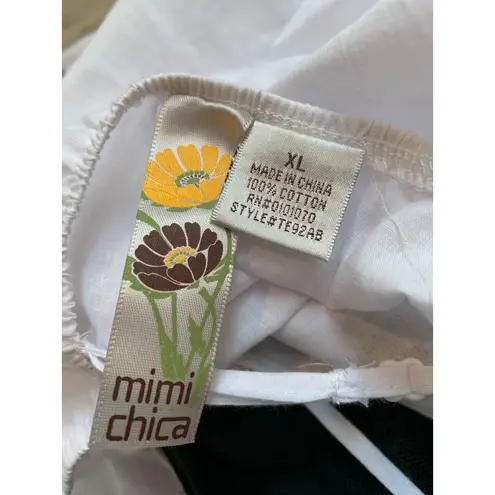 XL
MADE IN CHINA
100% COTTON
RN#0101070
STYLE#TE92AB
mimi
chica